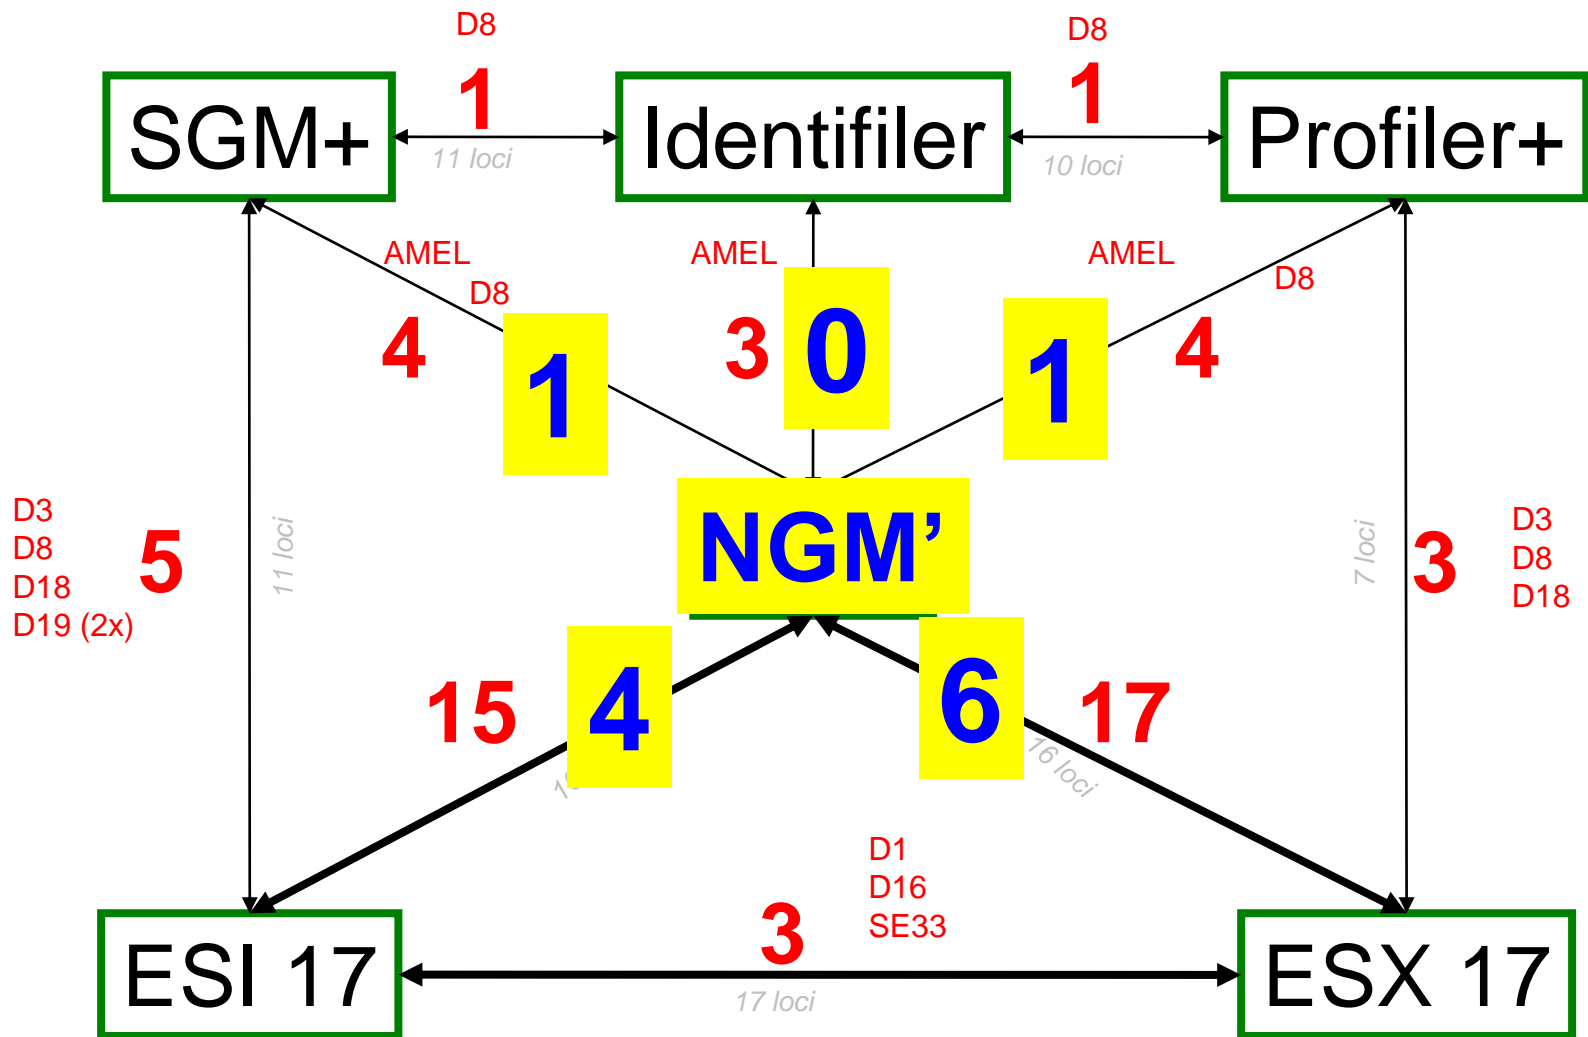 D8
D8
1
1
SGM+
Identifiler
Profiler+
11 loci
10 loci
AMEL
AMEL
AMEL
D8
D8
4
1
3
0
1
4
NGM’
D3
D8
D18
D19 (2x)
5
11 loci
7 loci
3
D3
D8
D18
15
4
6
17
16 loci
D1
D16
SE33
3
ESI 17
17 loci
ESX 17